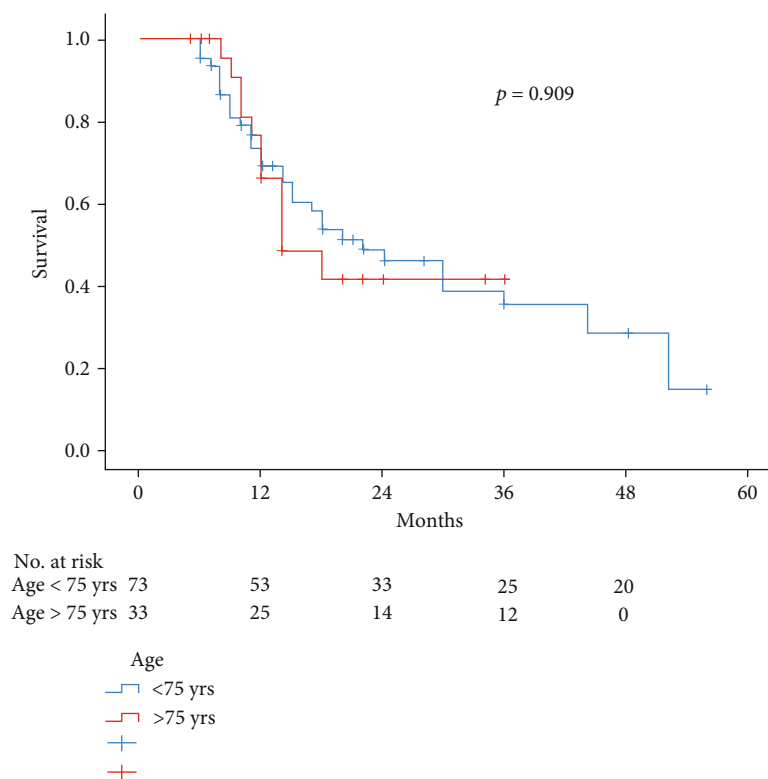 1.0
0.8
0.6
0.4
0.2
0.0
Survival
p = 0.909
0 12 24 36 48 60
Months
No. at risk
Age < 75 yrs 73 53 33 25 20
Age > 75 yrs 33 25 14 12 0
Age
<75 yrs
>75 yrs